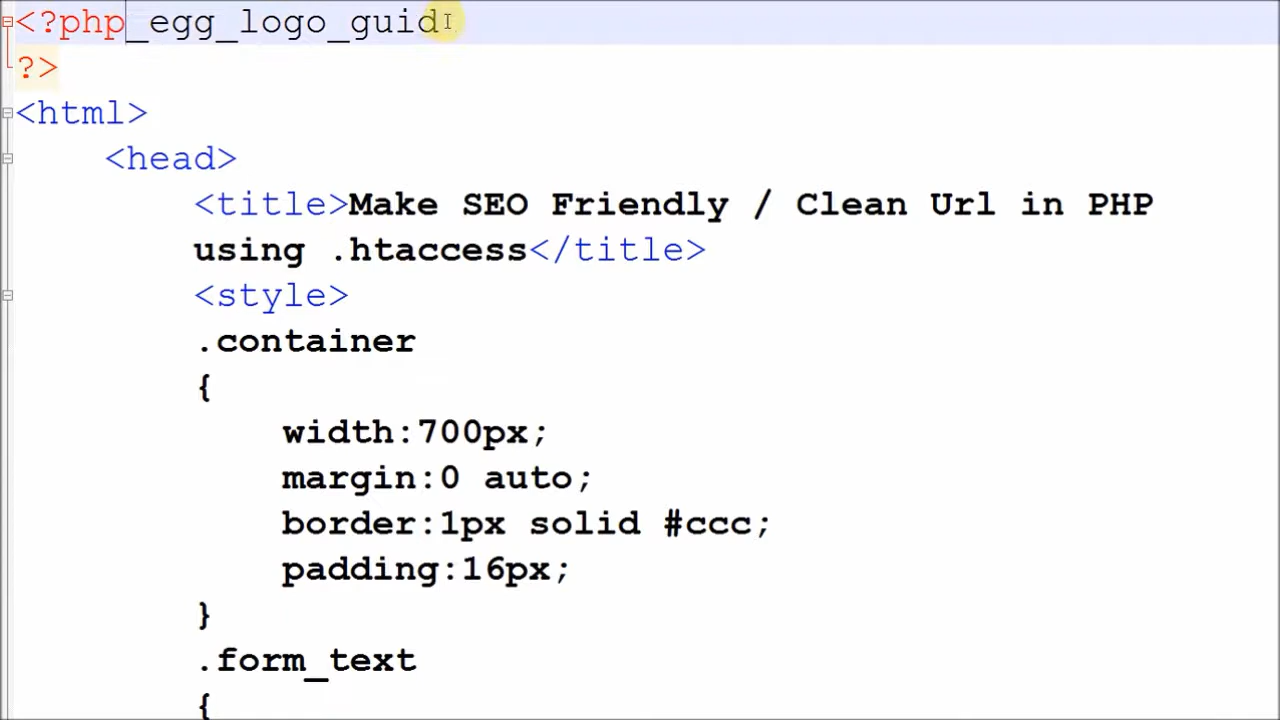 <?php_egg_logo_guid
?>
<html>
<head>
<title>Make SEO Friendly / Clean Url in PHP
using .htaccess</title>
<style>
.container
{
width:700px;
margin:0 auto;
border:1px solid #ccc;
padding:16px;
}
.form_text
{